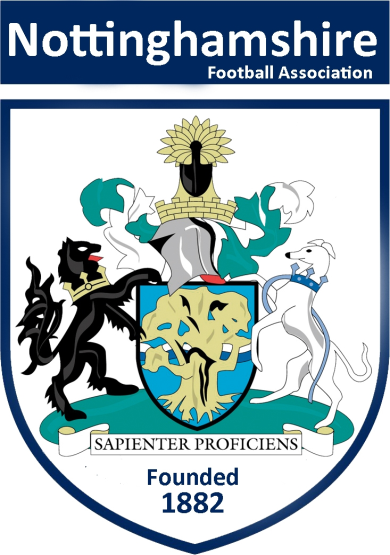 Nottinghamshire
Football Association
SAPIENTER PROFICIENS
Founded
1882